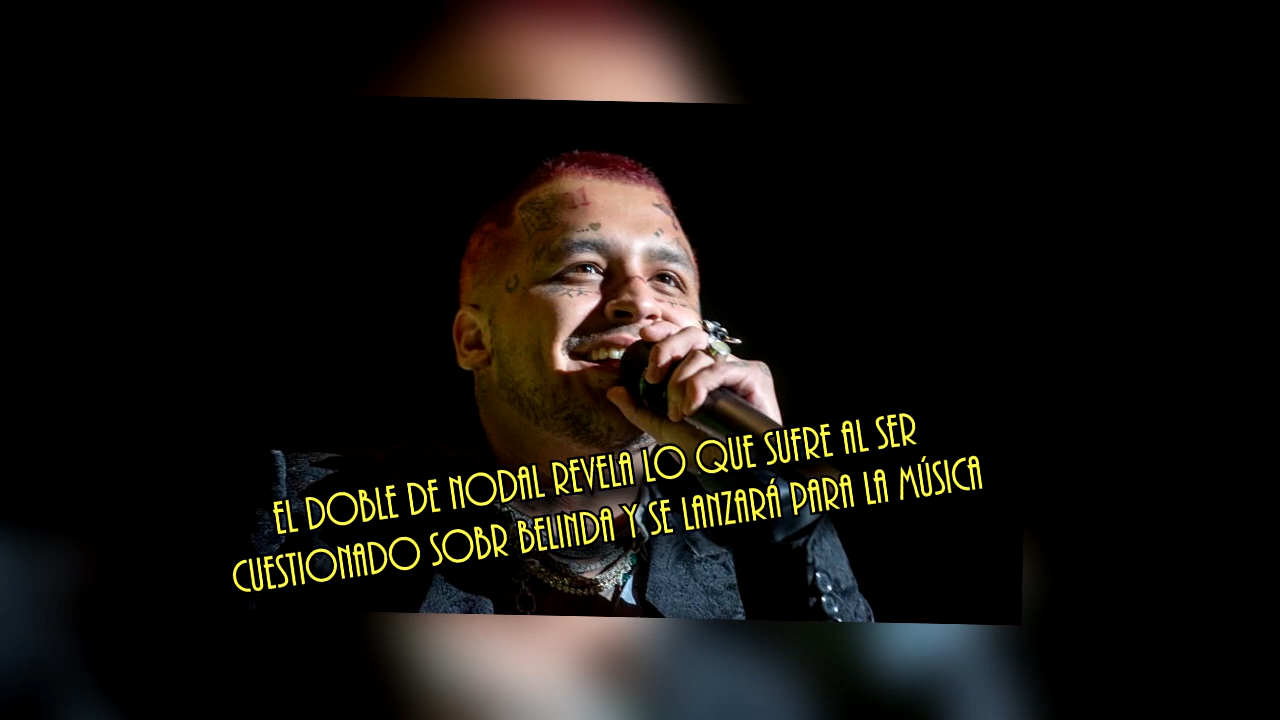 EL DOBLE DE NODAL REVELA LO QUE SUFRE AL SER
CUESTIONADO SOBR BELINDA Y SE LANZARÁ PARA LA MÚSICA